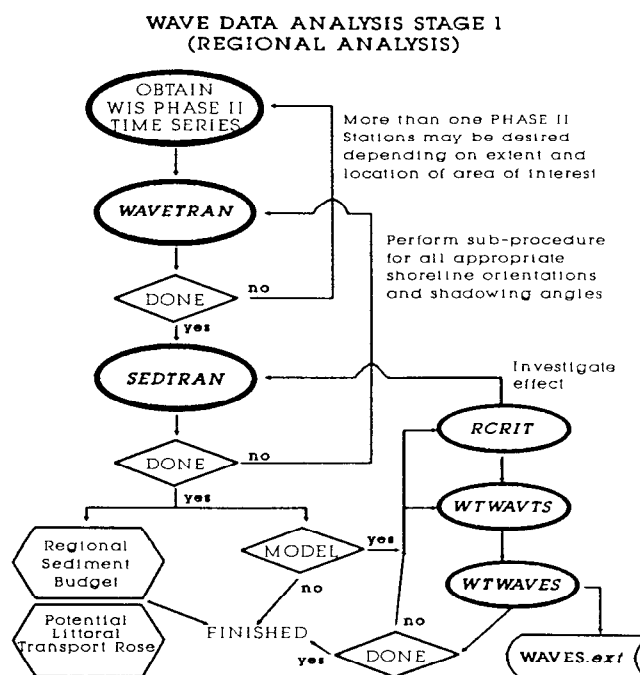 WAVE DATA ANALYSIS STAGE 1
(REGIONAL ANALYSIS)
OBTAIN
WIS PHASE II
TIME SERIES
More than one PHASE II
Stations may be desired
depending on extent and
location of area of interest
WAVETRAN
Perform sub-procedure
for all appropriate
shoreline orientations
and shadowing angles
DONE
no
yes
SEDTRAN
Investigate
effect
RCRIT
DONE
no
yes
WTWAVTS
Regional
Sediment
Budget
MODEL
yes
no
WTWAVES
Potential
Littoral
Transport Rose
FINISHED
no
yes
DONE
WAVES.ext